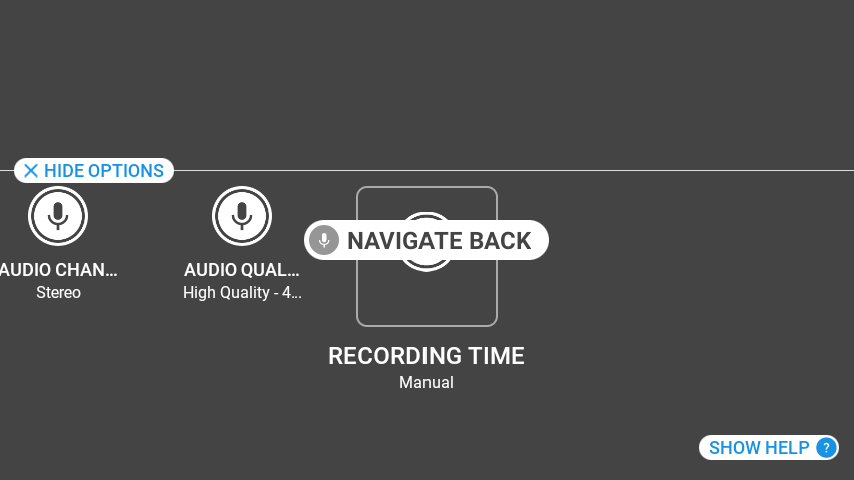 HIDE OPTIONS
NAVIGATE BACK
AUDIO CHAN...
Stereo
AUDIO QUAL...
High Quality - 4...
RECORDING TIME
Manual
SHOW HELP ?